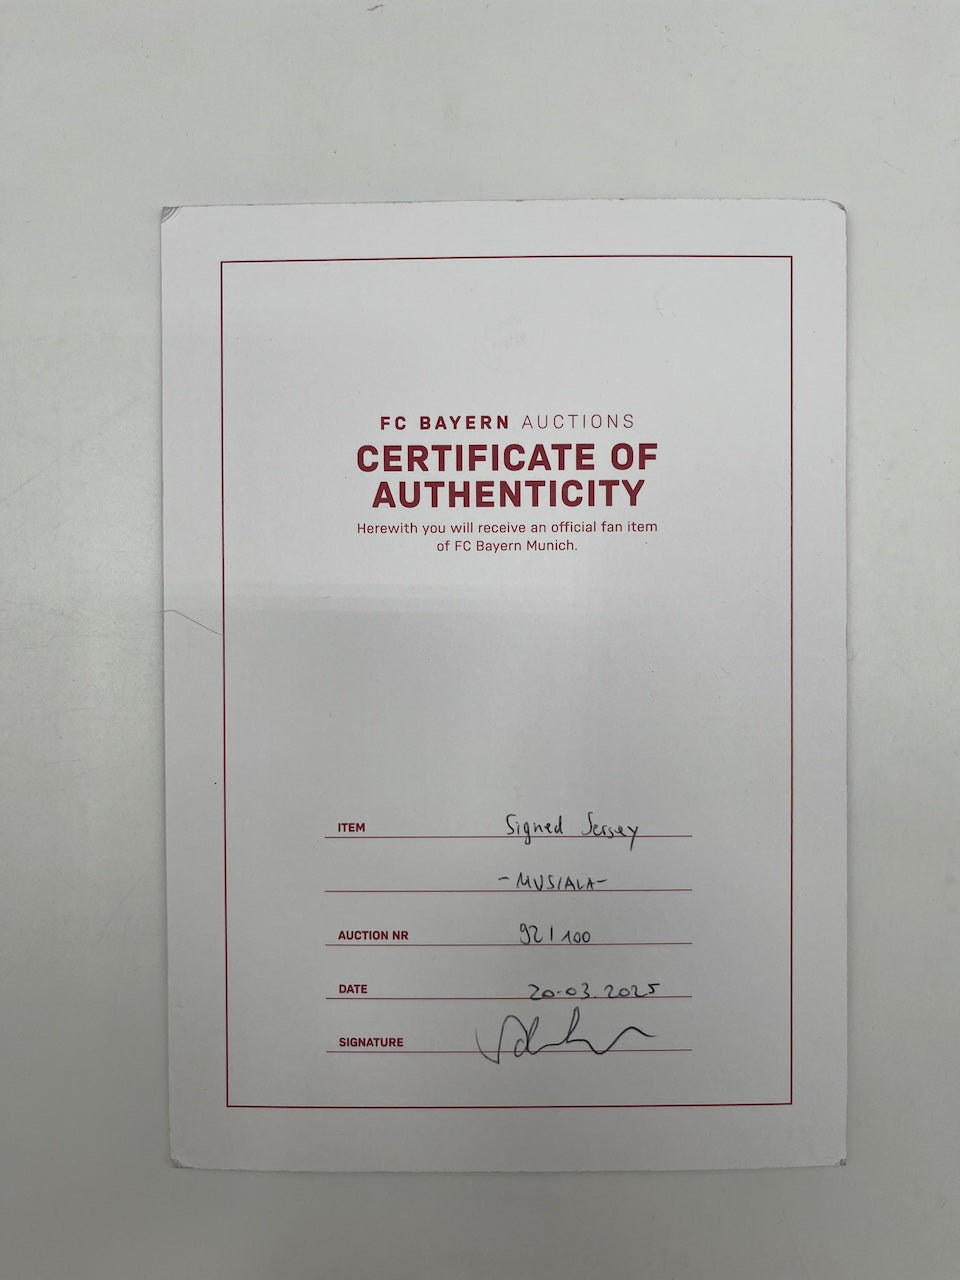 FC BAYERN AUCTIONS
CERTIFICATE OF
AUTHENTICITY
Herewith you will receive an official fan item
of FC Bayern Munich.
ITEM Signed Jersey
-MUSIALA-
AUCTION NR 92/100
DATE 20.03.2025
SIGNATURE